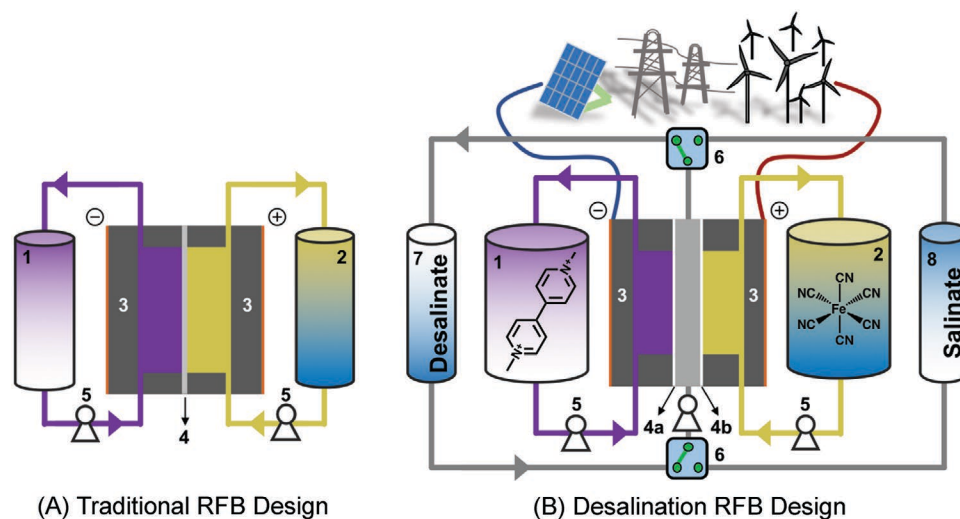 1
2
3
3
5
5
4
−
+
(A) Traditional RFB Design
6
7
Desalinate
1
N+
N+
−
3
3
+
2
CN
NC
CN
Fe
NC
CN
CN
8
Salinate
5
4a
4b
5
6
(B) Desalination RFB Design